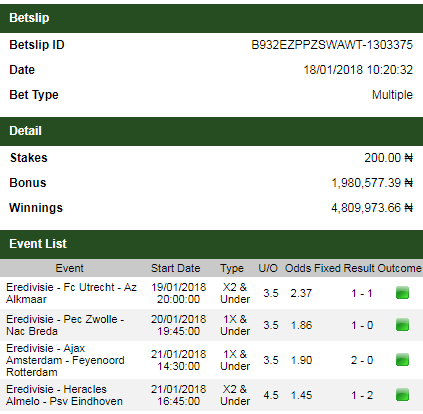 Betslip
Betslip ID B932EZPPZSWAWT-1303375
Date 18/01/2018 10:20:32
Bet Type Multiple
Detail
Stakes 200.00 ₦
Bonus 1,980,577.39 ₦
Winnings 4,809,973.66 ₦
Event List
Event Start Date Type U/O Odds Fixed Result Outcome
Eredivisie - Fc Utrecht - Az Alkmaar 19/01/2018 20:00:00 X2 & Under 3.5 2.37 1 - 1
Eredivisie - Pec Zwolle - Nac Breda 20/01/2018 19:45:00 1X & Under 3.5 1.86 1 - 0
Eredivisie - Ajax Amsterdam - Feyenoord Rotterdam 21/01/2018 14:30:00 1X & Under 3.5 1.90 2 - 0
Eredivisie - Heracles Almelo - Psv Eindhoven 21/01/2018 16:45:00 X2 & Under 4.5 1.45 1 - 2